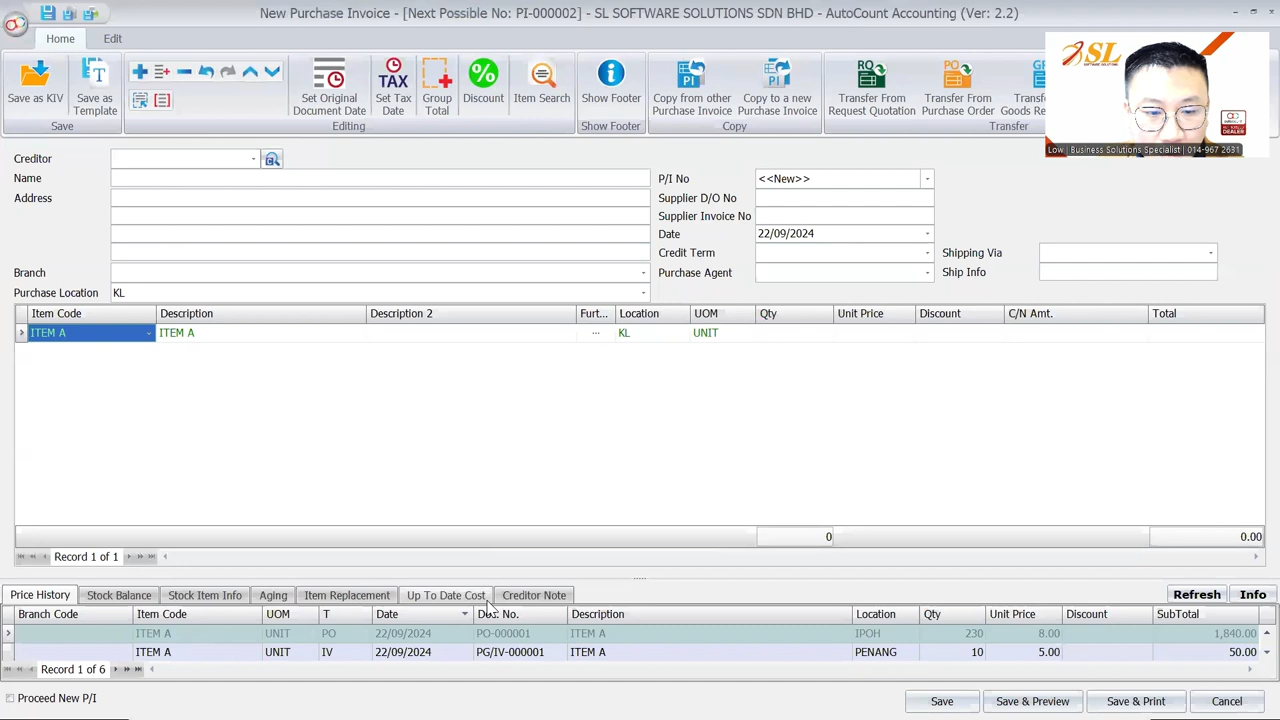 New Purchase Invoice - [Next Possible No: PI-000002] - SL SOFTWARE SOLUTIONS SDN BHD - AutoCount Accounting (Ver: 2.2)
Home Edit
Save as KIV
Save as Template
Set Original Document Date
Set Tax Date
Group Total
Discount
Item Search
Show Footer
Copy from other Purchase Invoice
Copy to a new Purchase Invoice
Transfer From Request Quotation
Transfer From Purchase Order
Save Editing Show Footer Copy Transfer
SL
Low | Business Solutions Specialist | 014-967 2631
Creditor
Name
Address
Branch
Purchase Location KL
P/I No <<New>>
Supplier D/O No
Supplier Invoice No
Date 22/09/2024
Credit Term
Purchase Agent
Shipping Via
Ship Info
Item Code Description Description 2 Furt... Location UOM Qty Unit Price Discount C/N Amt. Total
ITEM A ITEM A ... KL UNIT
0 0.00
Record 1 of 1
Price History Stock Balance Stock Item Info Aging Item Replacement Up To Date Cost Creditor Note Refresh Info
Branch Code Item Code UOM T Date Doc. No. Description Location Qty Unit Price Discount SubTotal
ITEM A UNIT PO 22/09/2024 PO-000001 ITEM A IPOH 230 8.00 1,840.00
ITEM A UNIT IV 22/09/2024 PG/IV-000001 ITEM A PENANG 10 5.00 50.00
Record 1 of 6
Proceed New P/I
Save Save & Preview Save & Print Cancel